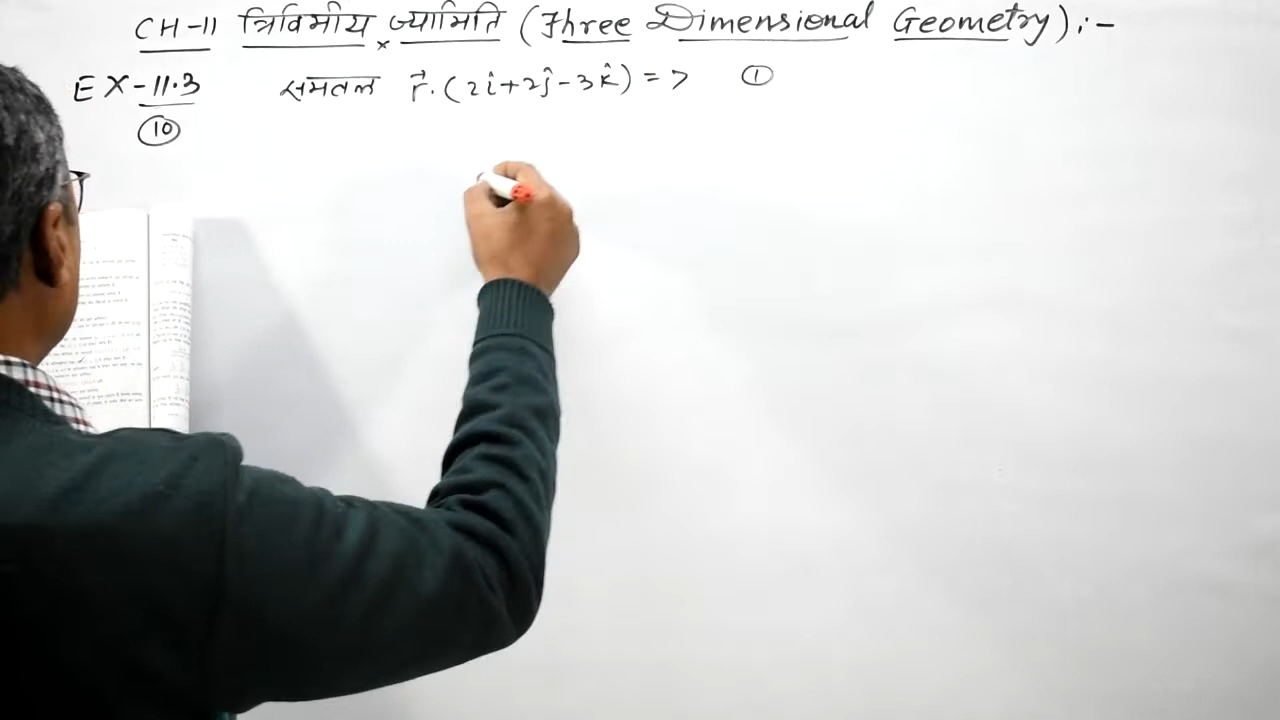 CH-11 त्रिविमीय ज्यामिति (Three Dimensional Geometry):-
EX-11.3 समतल r⃗.(2î+2ĵ-3k̂) = 7 ①
⑩